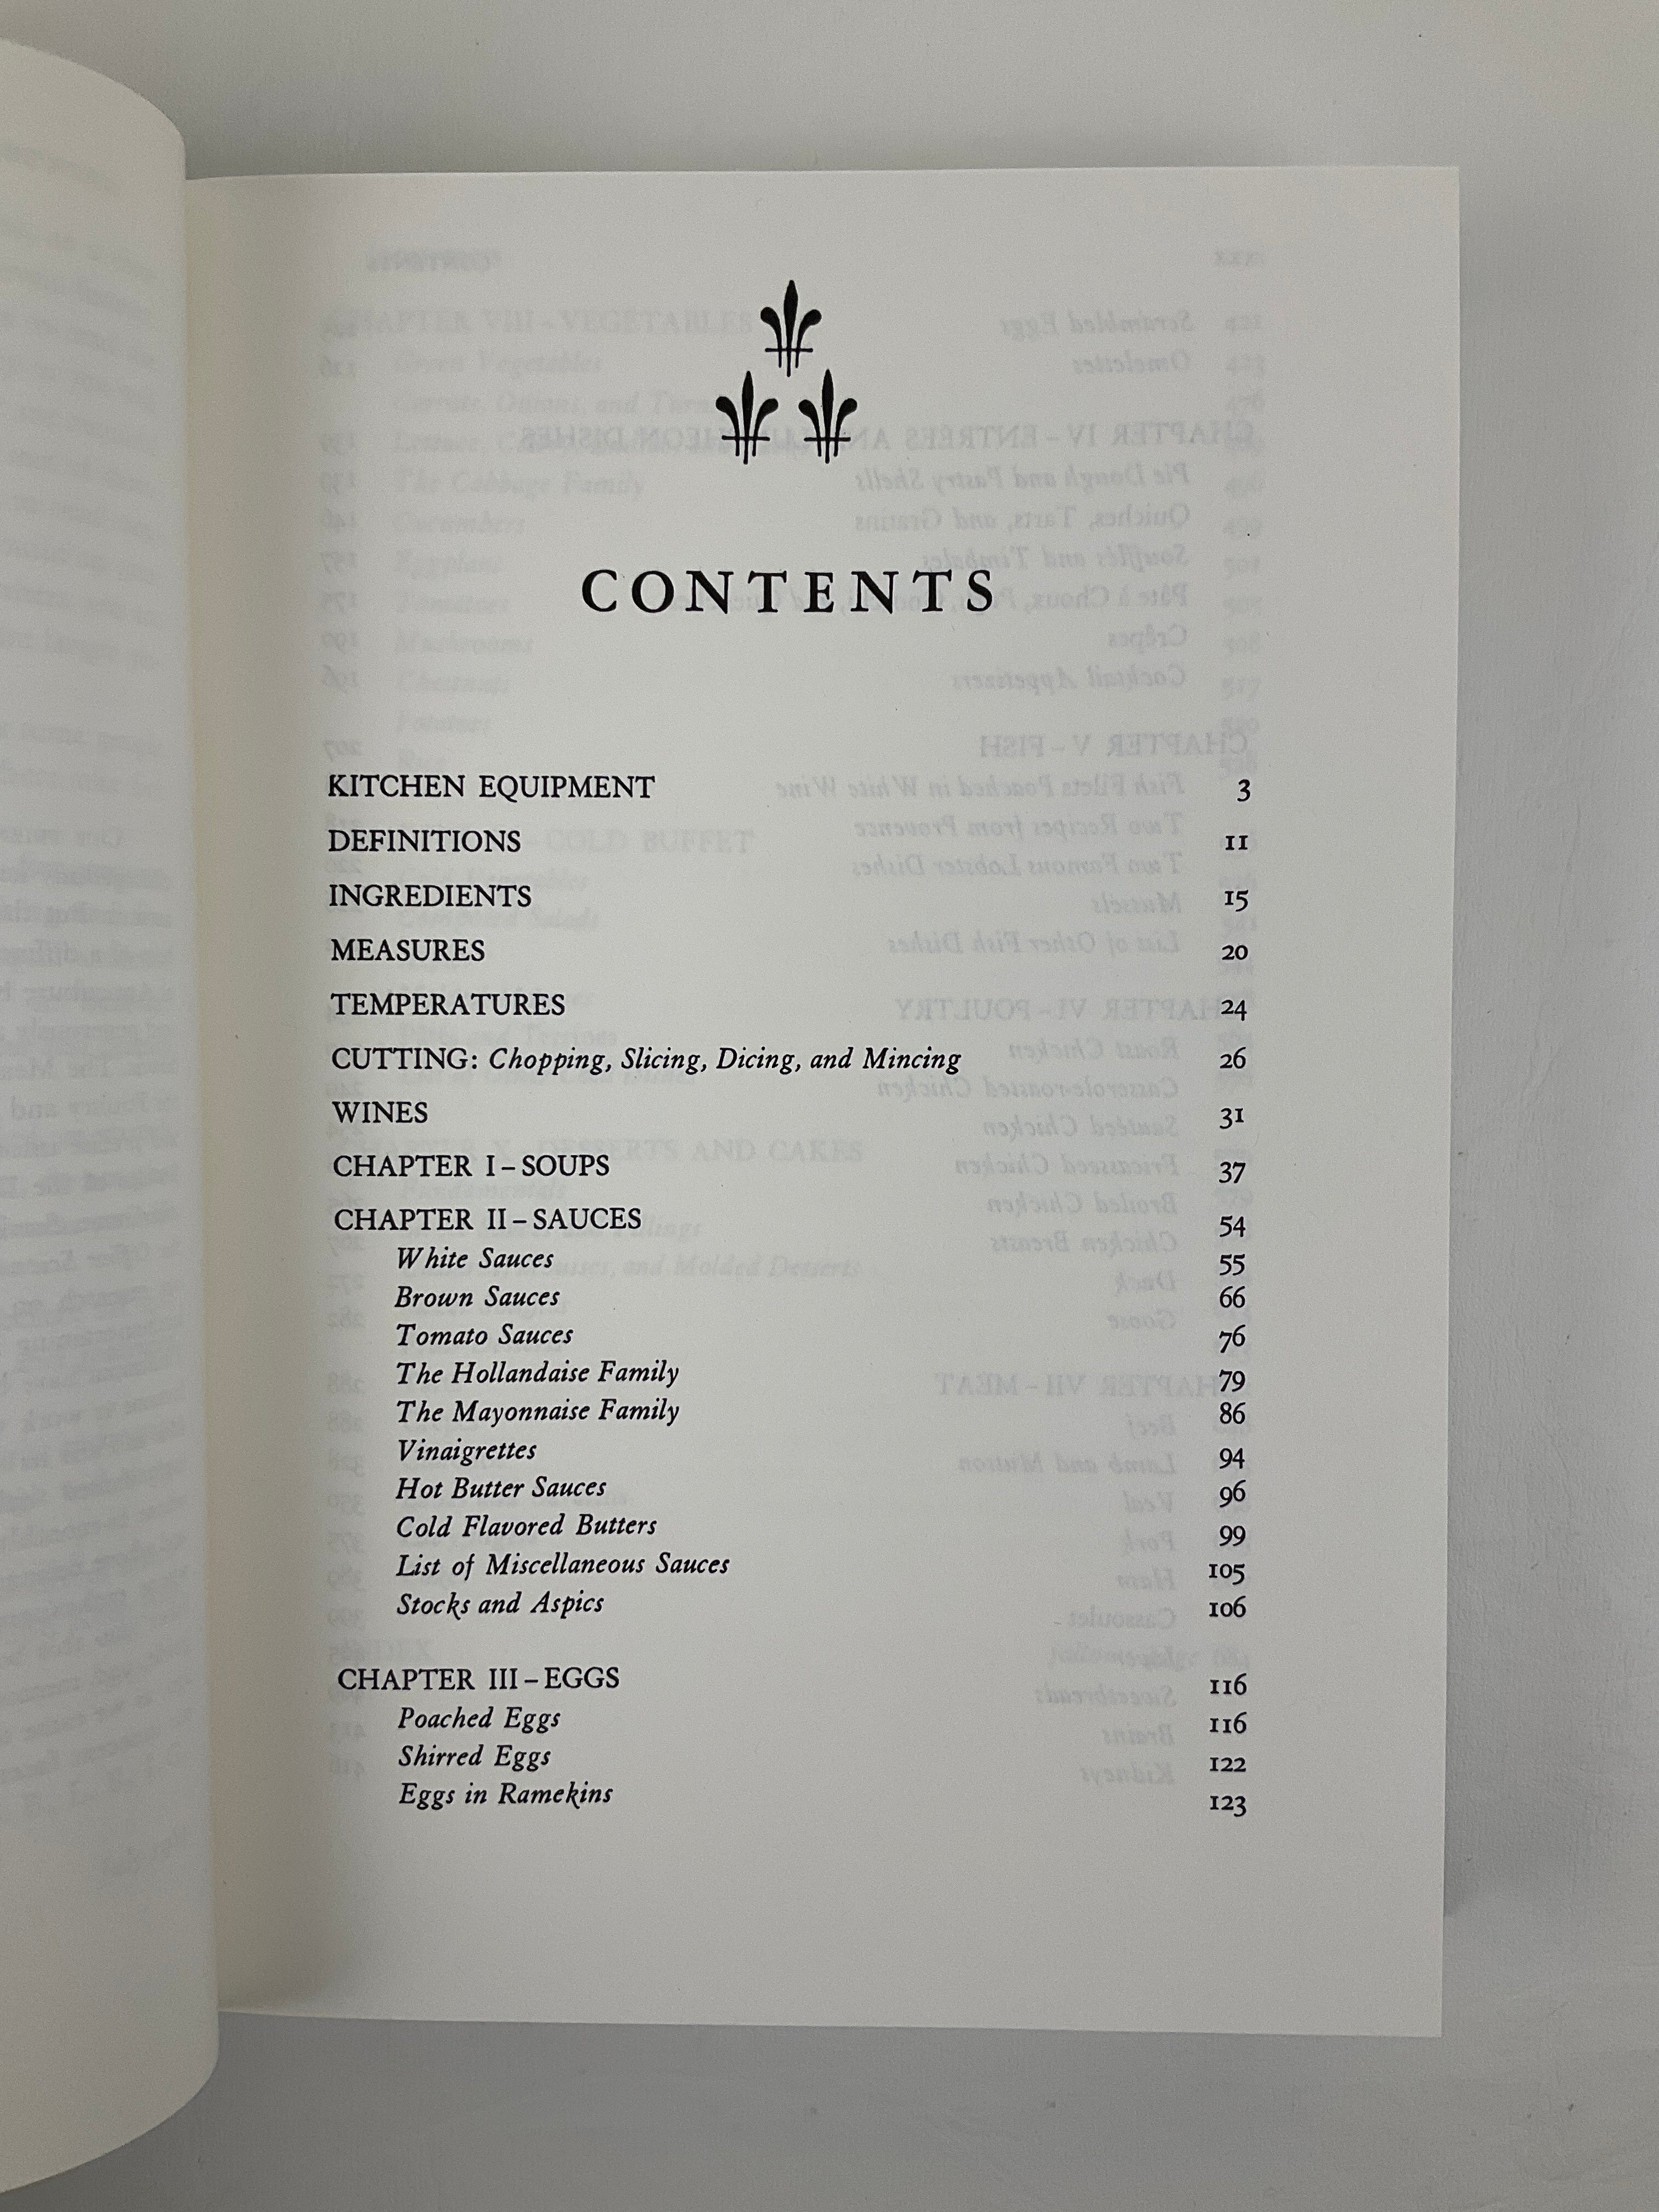 CONTENTS
KITCHEN EQUIPMENT 3
DEFINITIONS 11
INGREDIENTS 15
MEASURES 20
TEMPERATURES 24
CUTTING: Chopping, Slicing, Dicing, and Mincing 26
WINES 31
CHAPTER I – SOUPS 37
CHAPTER II – SAUCES 54
White Sauces 55
Brown Sauces 66
Tomato Sauces 76
The Hollandaise Family 79
The Mayonnaise Family 86
Vinaigrettes 94
Hot Butter Sauces 96
Cold Flavored Butters 99
List of Miscellaneous Sauces 105
Stocks and Aspics 106
CHAPTER III – EGGS 116
Poached Eggs 116
Shirred Eggs 122
Eggs in Ramekins 123